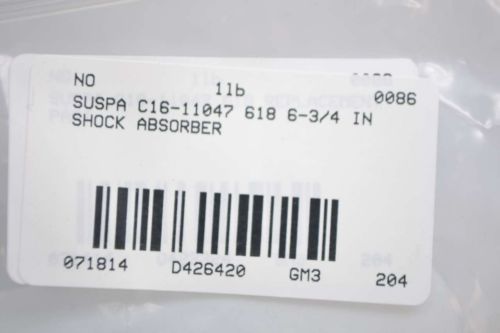 NO 11b 0086
SUSPA C16-11047 618 6-3/4 IN
SHOCK ABSORBER
071814 D426420 GM3 204